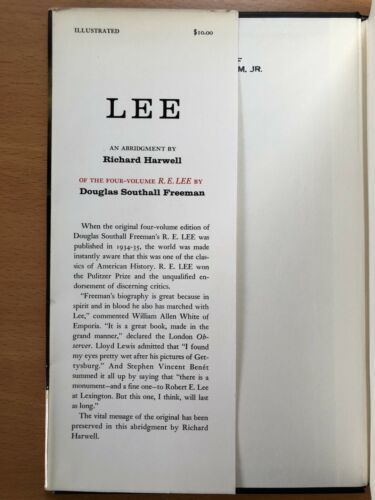 ILLUSTRATED $10.00
F
M, JR.
LEE
AN ABRIDGMENT BY
Richard Harwell
OF THE FOUR-VOLUME R. E. LEE BY
Douglas Southall Freeman
When the original four-volume edition of
Douglas Southall Freeman's R. E. LEE was
published in 1934-35, the world was made
instantly aware that this was one of the clas-
sics of American History. R. E. LEE won
the Pulitzer Prize and the unqualified en-
dorsement of discerning critics.
"Freeman's biography is great because in
spirit and in blood he also has marched with
Lee," commented William Allen White of
Emporia. "It is a great book, made in the
grand manner," declared the London Ob-
server. Lloyd Lewis admitted that "I found
my eyes pretty wet after his pictures of Get-
tysburg." And Stephen Vincent Benét
summed it all up by saying that "there is a
monument—and a fine one—to Robert E. Lee
at Lexington. But this one, I think, will last
as long."
The vital message of the original has been
preserved in this abridgment by Richard
Harwell.